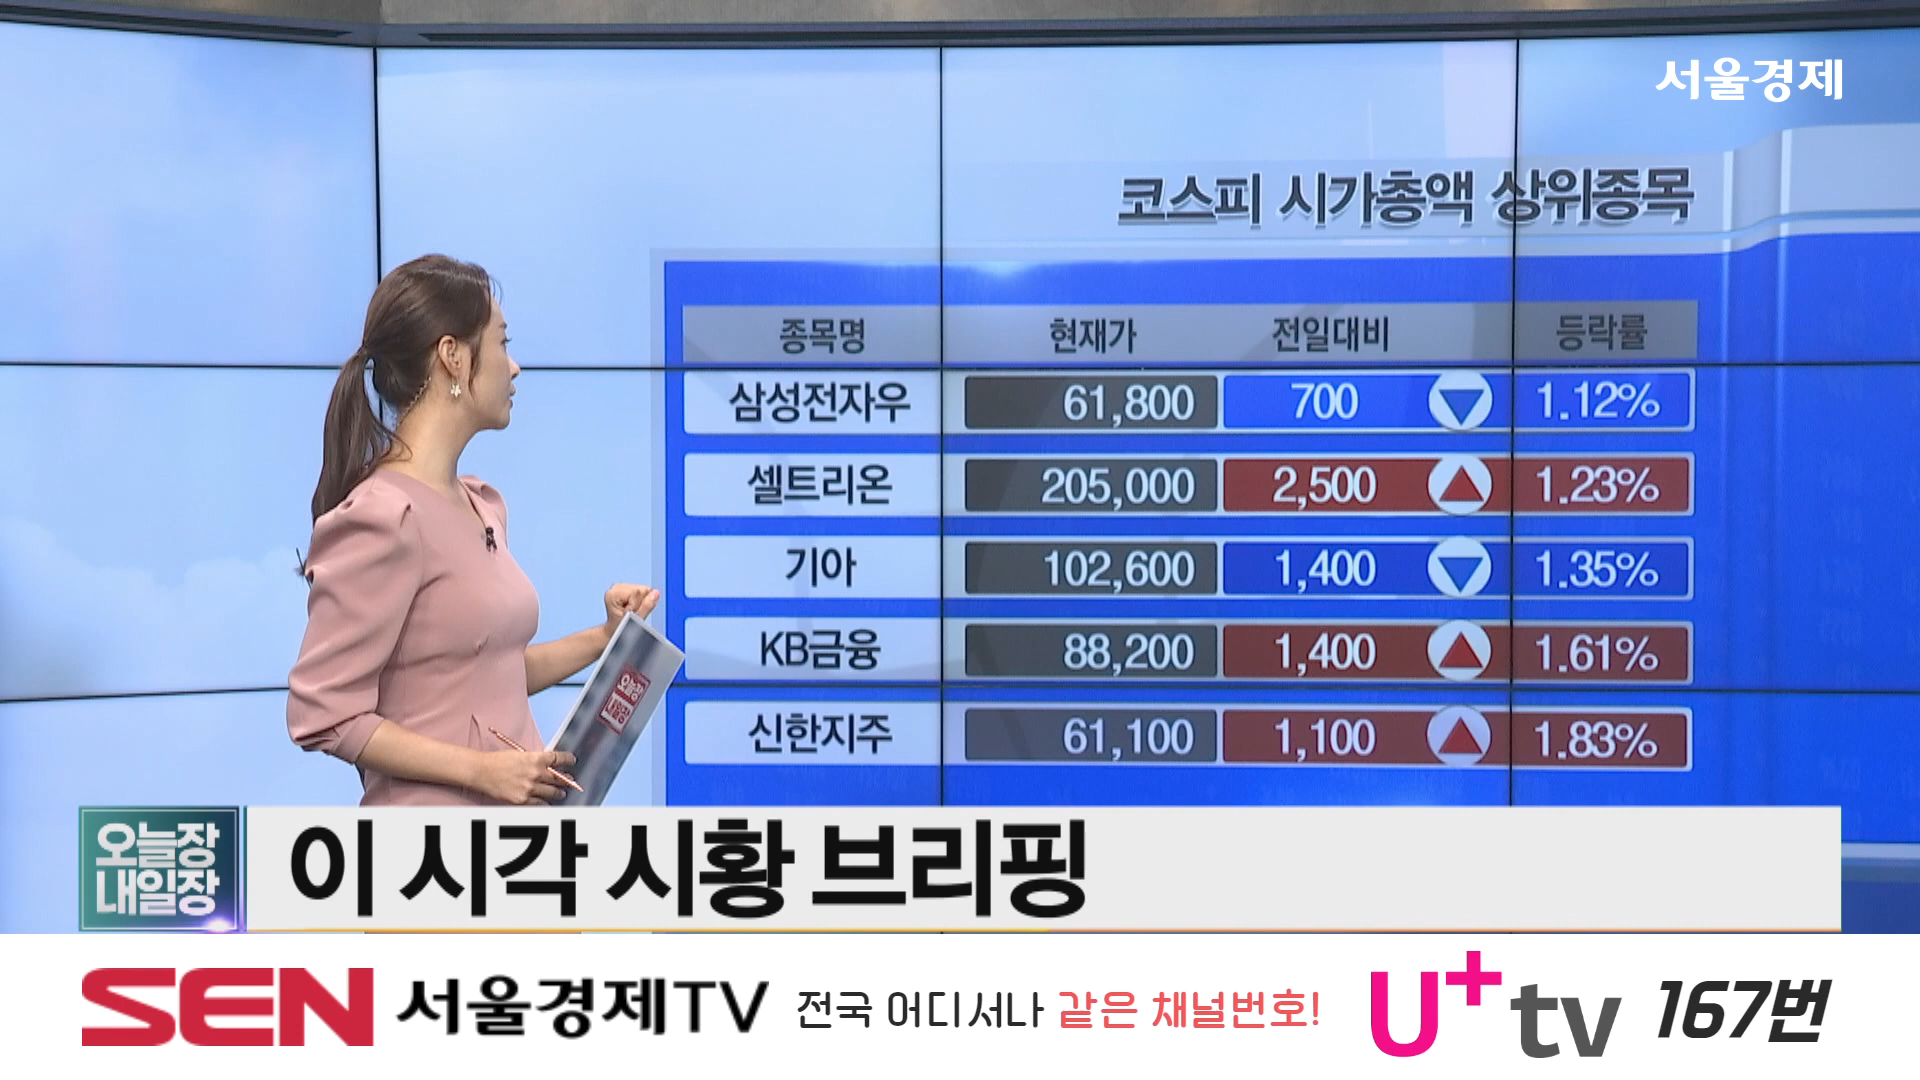 서울경제
코스피 시가총액 상위종목
종목명 현재가 전일대비 등락률
삼성전자우 61,800 700 ▼ 1.12%
셀트리온 205,000 2,500 ▲ 1.23%
기아 102,600 1,400 ▼ 1.35%
KB금융 88,200 1,400 ▲ 1.61%
신한지주 61,100 1,100 ▲ 1.83%
오늘장
내일장
오늘장
내일장
이 시각 시황 브리핑
SEN 서울경제TV 전국 어디서나 같은 채널번호! U+ tv 167번